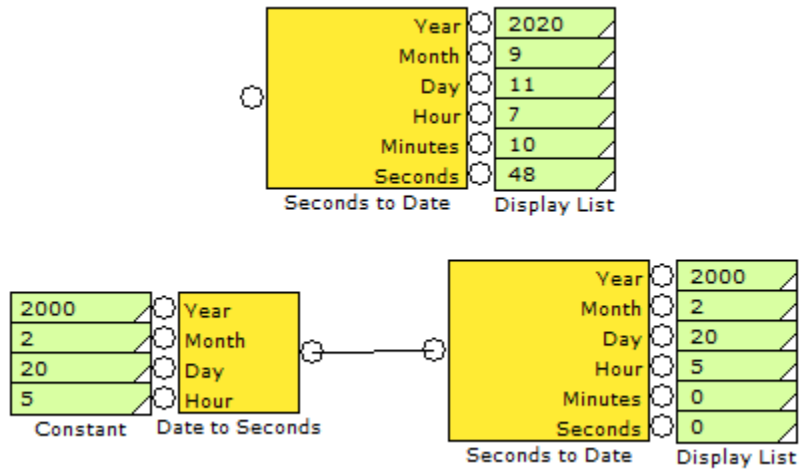 Year 2020
Month 9
Day 11
Hour 7
Minutes 10
Seconds 48
Seconds to Date Display List
2000 Year
2 Month
20 Day
5 Hour
Constant Date to Seconds
Year 2000
Month 2
Day 20
Hour 5
Minutes 0
Seconds 0
Seconds to Date Display List